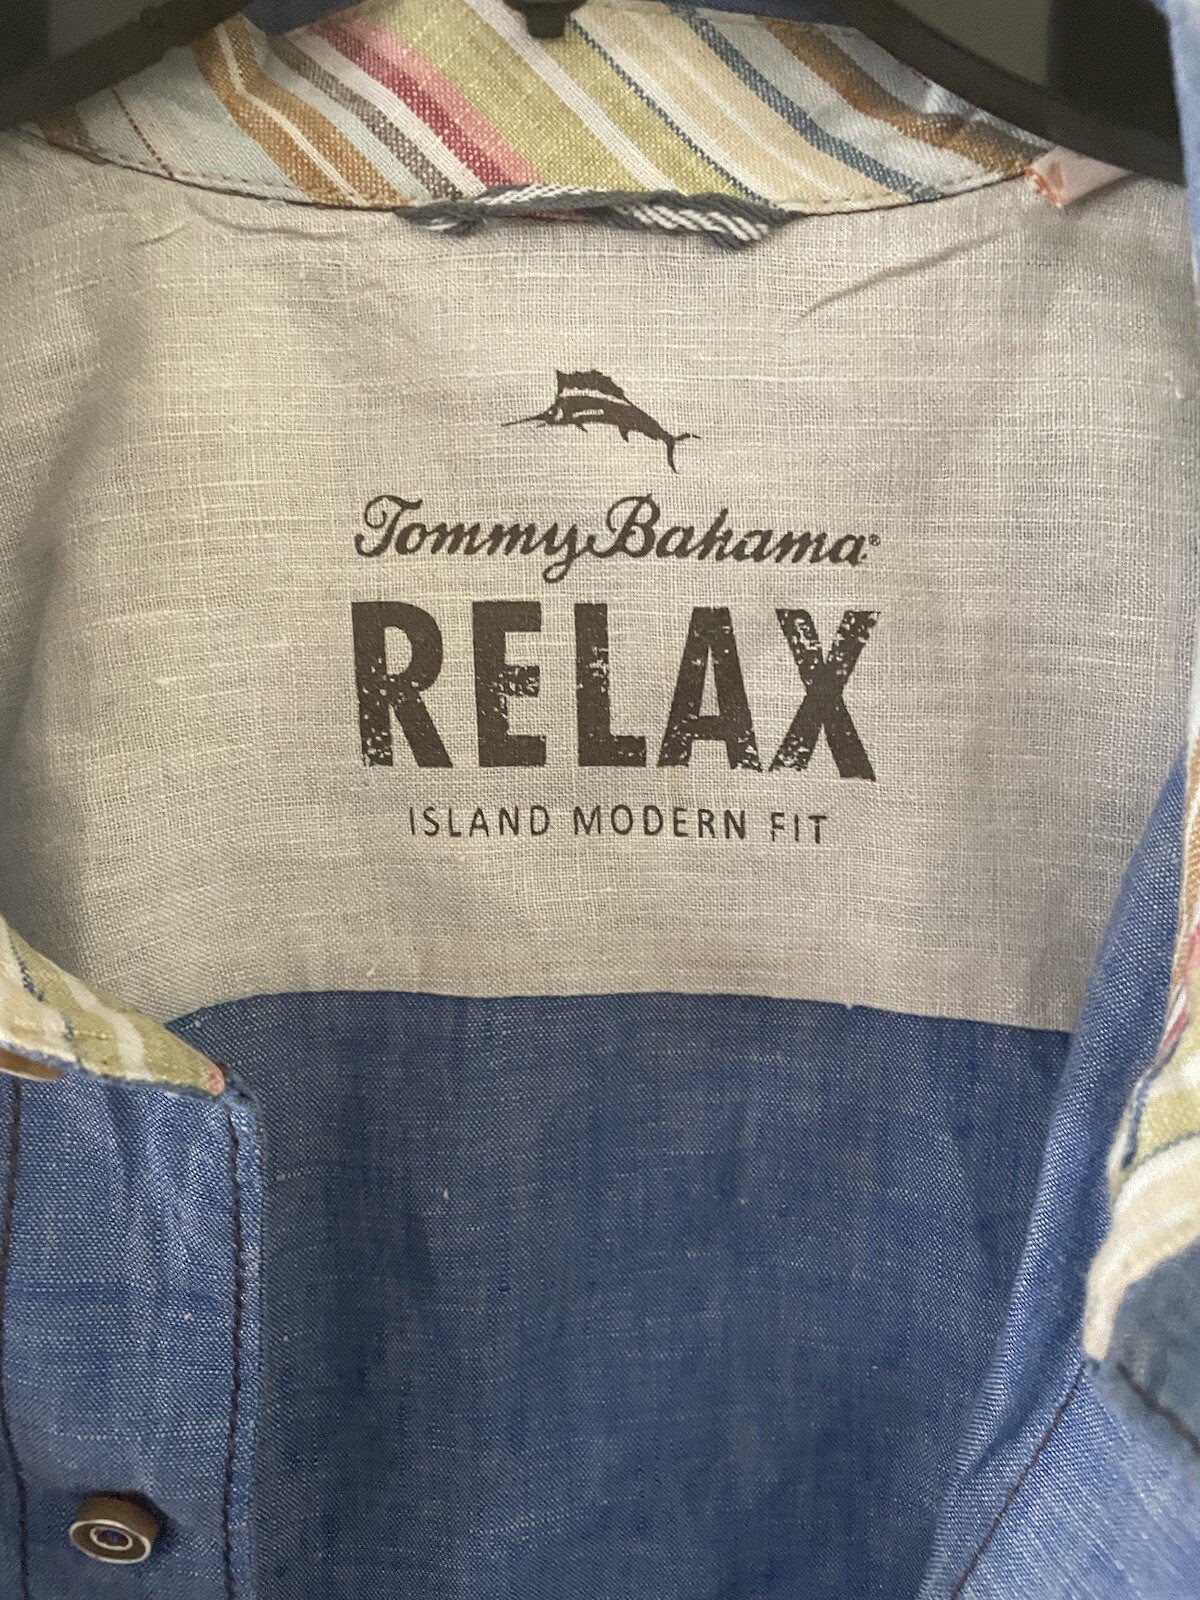 Tommy Bahama®
RELAX
ISLAND MODERN FIT